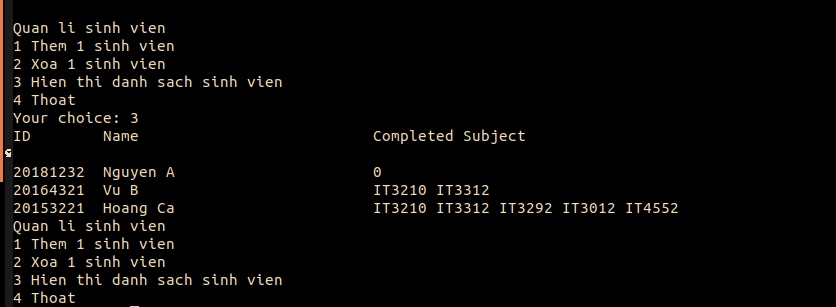 Quan li sinh vien
1 Them 1 sinh vien
2 Xoa 1 sinh vien
3 Hien thi danh sach sinh vien
4 Thoat
Your choice: 3
ID Name Completed Subject
20181232 Nguyen A 0
20164321 Vu B IT3210 IT3312
20153221 Hoang Ca IT3210 IT3312 IT3292 IT3012 IT4552
Quan li sinh vien
1 Them 1 sinh vien
2 Xoa 1 sinh vien
3 Hien thi danh sach sinh vien
4 Thoat